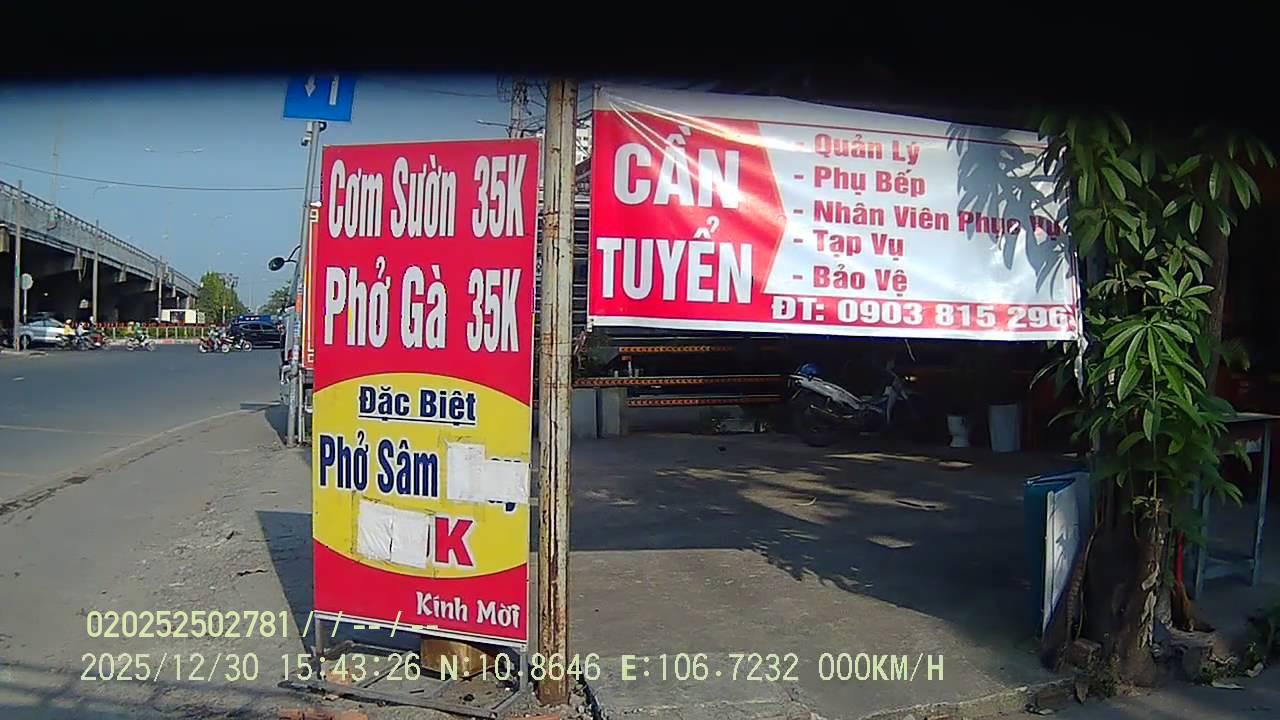 Cơm Sườn 35K
Phở Gà 35K
Đặc Biệt
Phở Sâm
K
Kính Mời
CẦN
TUYỂN
- Quản Lý
- Phụ Bếp
- Nhân Viên Phục Vụ
- Tạp Vụ
- Bảo Vệ
ĐT: 0903 815 296
020252502781 / / -- / --
2025/12/30 15:43:26 N:10.8646 E:106.7232 000KM/H